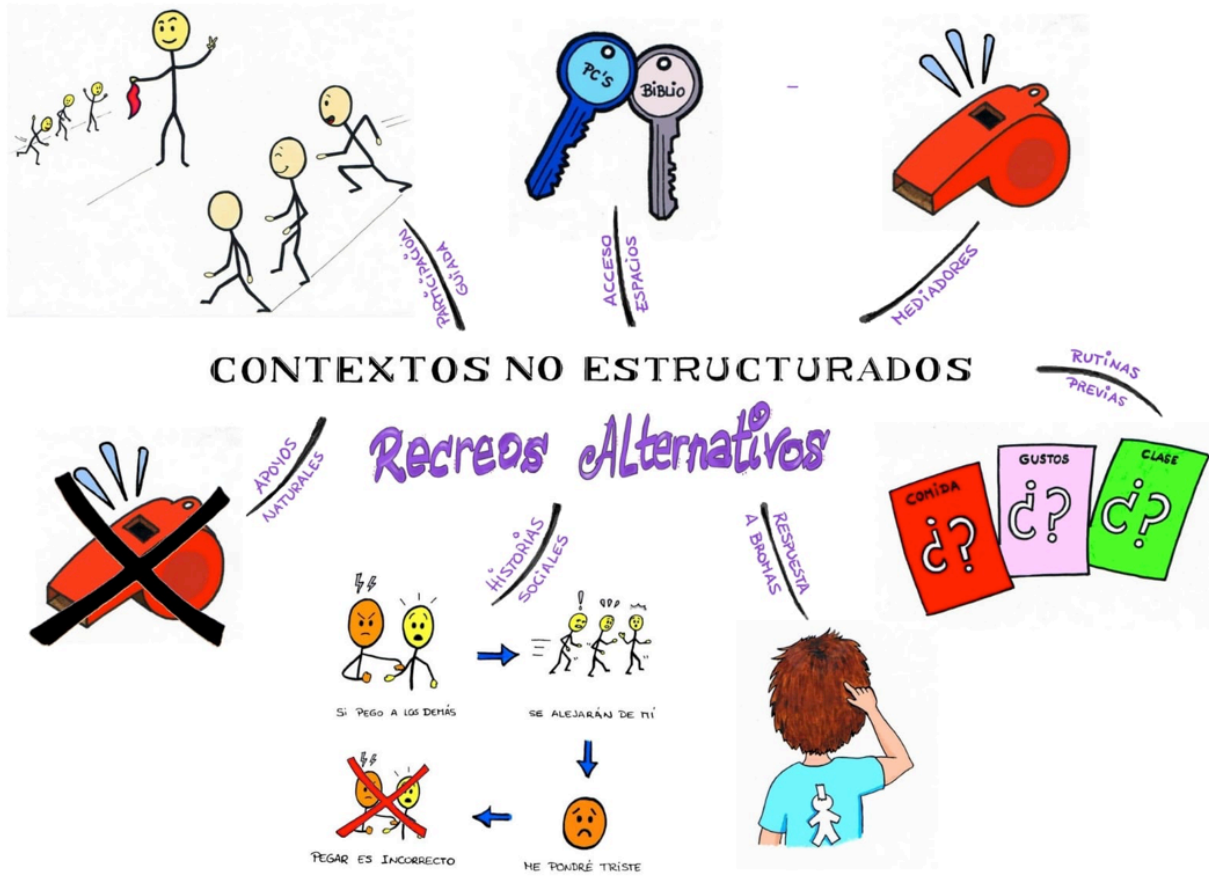 PC'S
BIBLIO
PARTICIPACIÓN
GUIADA
ACCESO
ESPACIOS
MEDIADORES
CONTEXTOS NO ESTRUCTURADOS
RUTINAS
PREVIAS
Recreos Alternativos
APOYOS
NATURALES
HISTORIAS
SOCIALES
RESPUESTA
A BROMAS
COMIDA
¿?
GUSTOS
¿?
CLASE
¿?
SI PEGO A LOS DEMÁS
SE ALEJARÁN DE MÍ
PEGAR ES INCORRECTO
ME PONDRÉ TRISTE